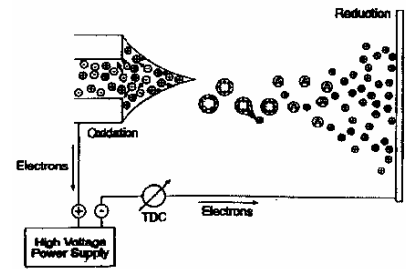 Reduction
Oxidation
Electrons
TDC
Electrons
High Voltage
Power Supply